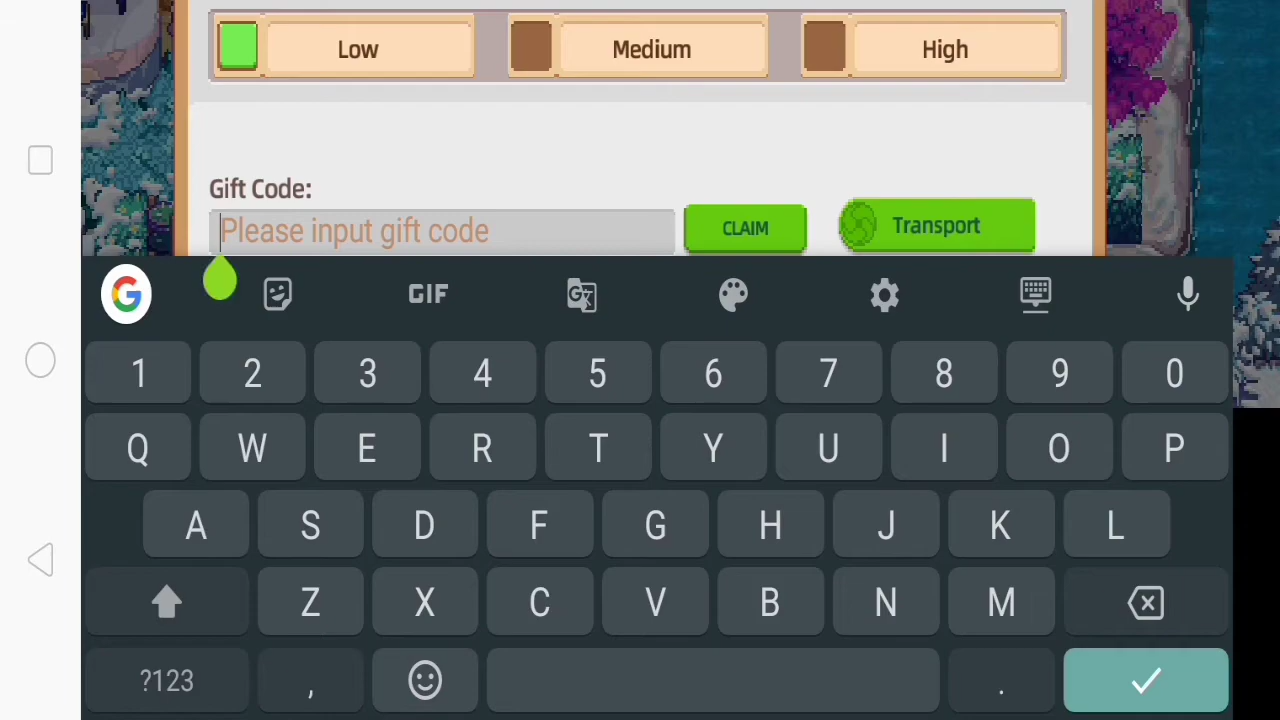 Low Medium High
Gift Code:
Please input gift code CLAIM Transport
G GIF G
1 2 3 4 5 6 7 8 9 0
Q W E R T Y U I O P
A S D F G H J K L
Z X C V B N M
?123 , .